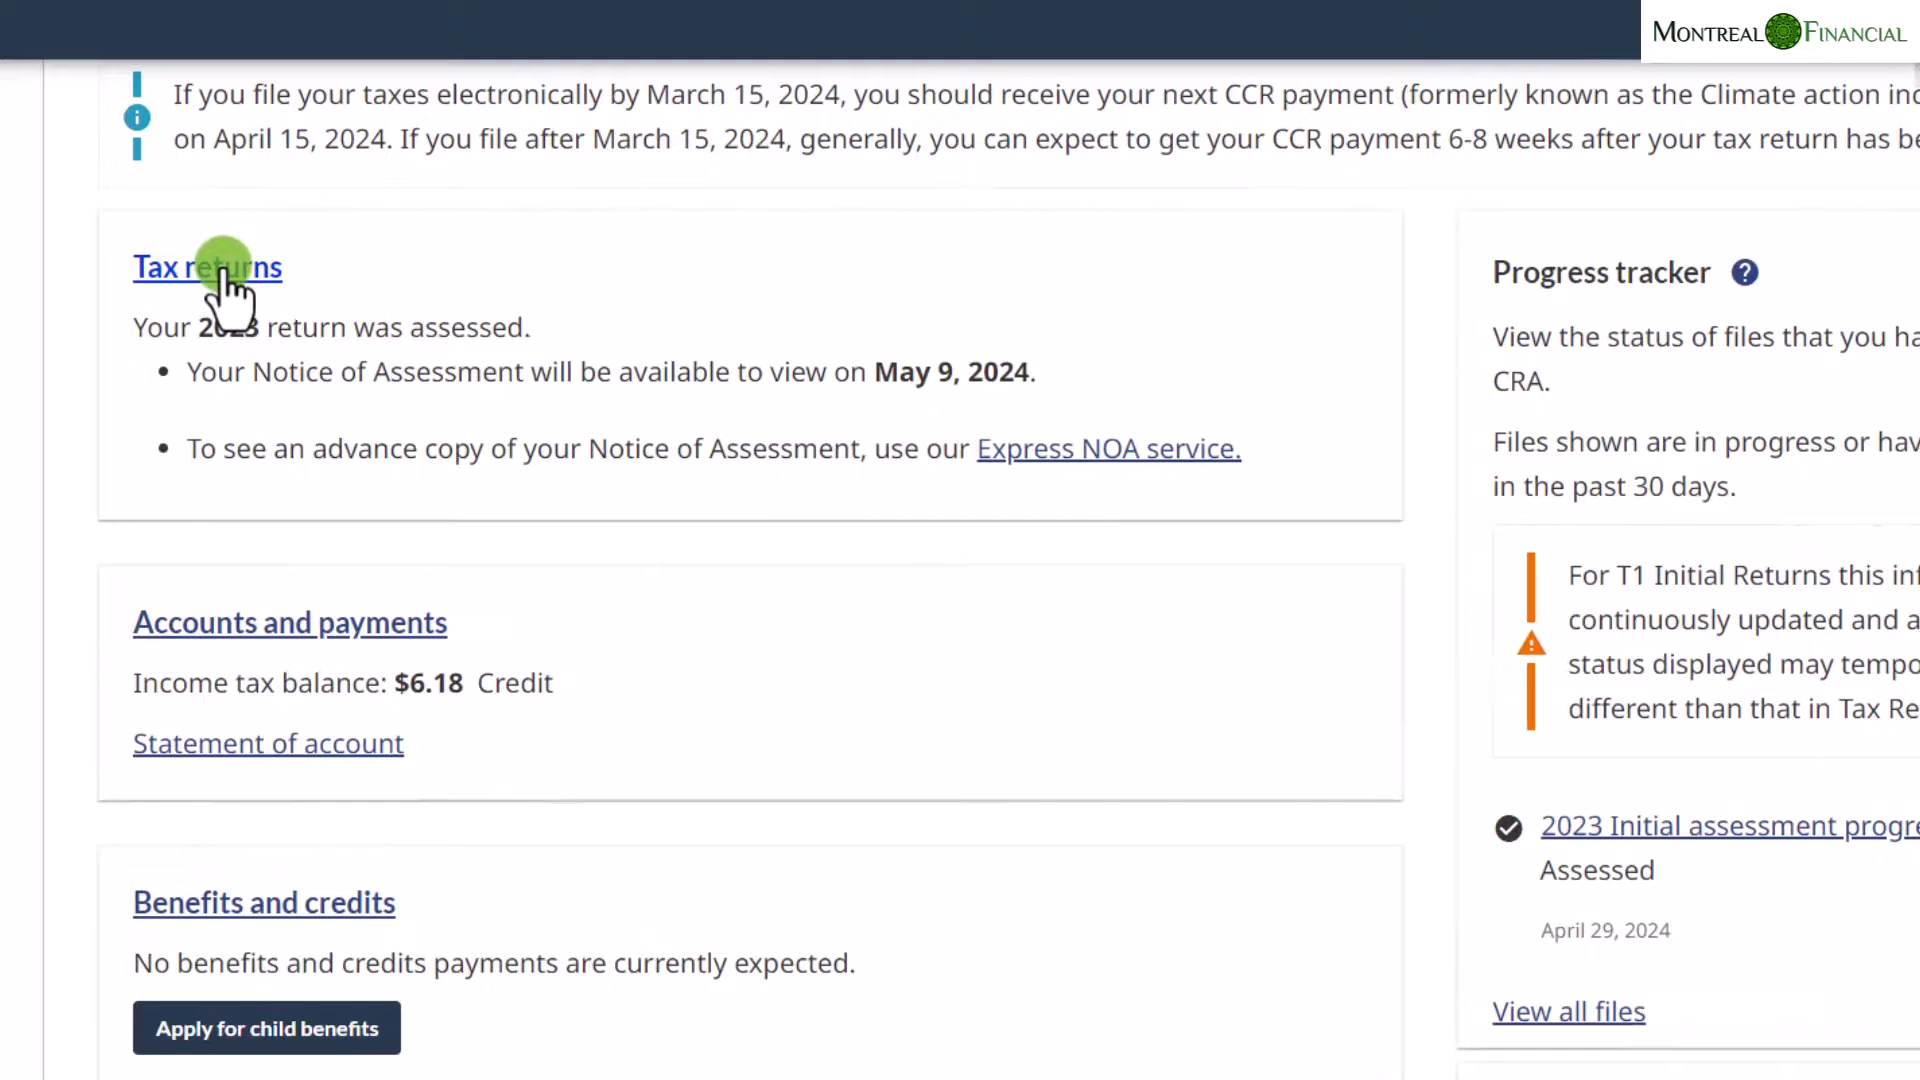 MONTREAL FINANCIAL
If you file your taxes electronically by March 15, 2024, you should receive your next CCR payment (formerly known as the Climate action inc
on April 15, 2024. If you file after March 15, 2024, generally, you can expect to get your CCR payment 6-8 weeks after your tax return has be
Tax returns
Your 2023 return was assessed.
• Your Notice of Assessment will be available to view on May 9, 2024.
• To see an advance copy of your Notice of Assessment, use our Express NOA service.
Accounts and payments
Income tax balance: $6.18 Credit
Statement of account
Benefits and credits
No benefits and credits payments are currently expected.
Apply for child benefits
Progress tracker ?
View the status of files that you ha
CRA.
Files shown are in progress or hav
in the past 30 days.
For T1 Initial Returns this inf
continuously updated and a
status displayed may tempo
different than that in Tax Re
2023 Initial assessment progre
Assessed
April 29, 2024
View all files